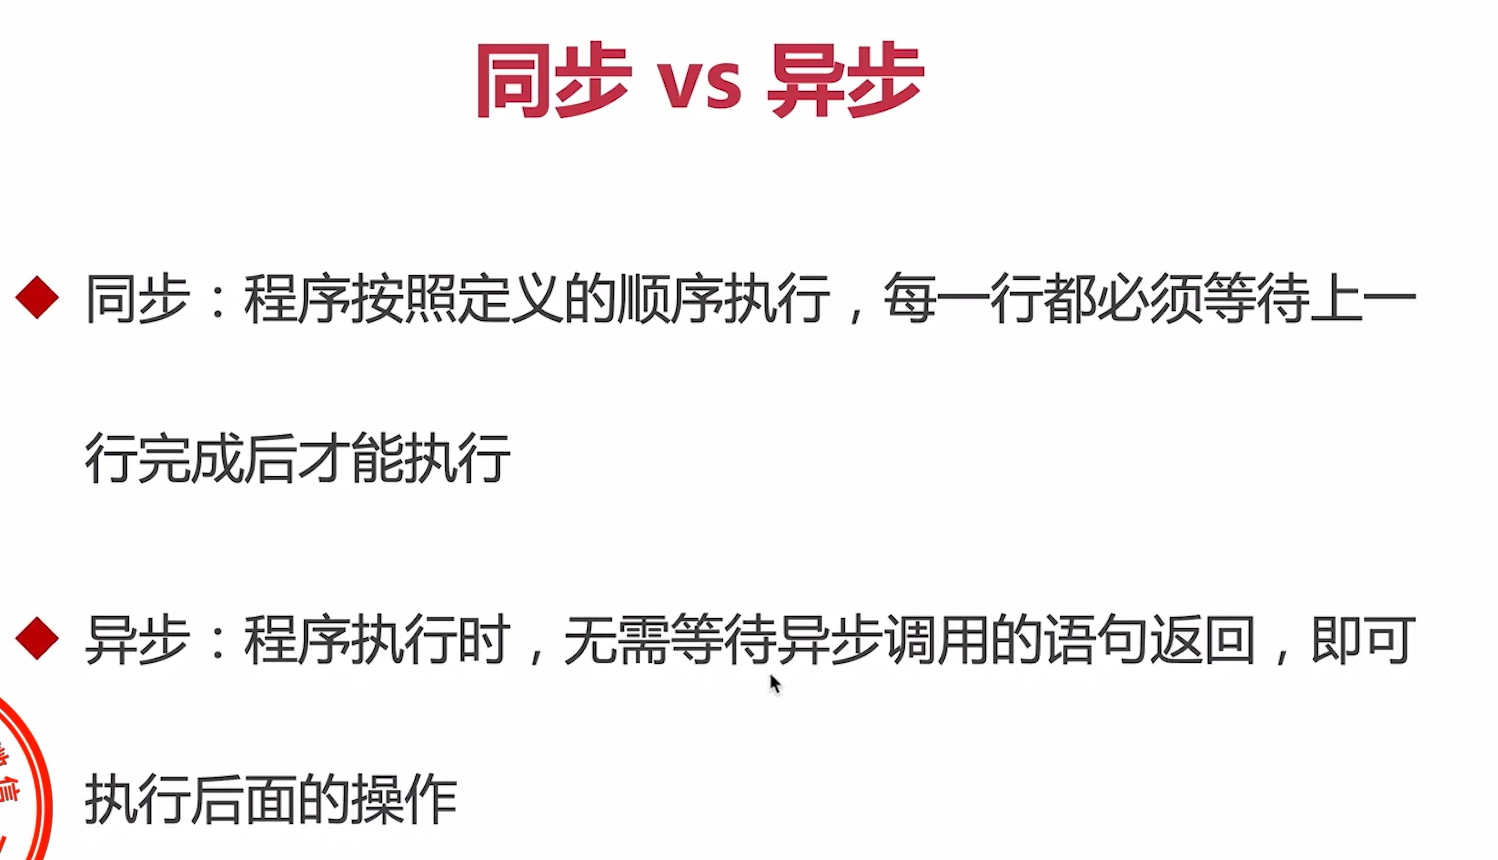 同步 vs 异步
同步：程序按照定义的顺序执行，每一行都必须等待上一
行完成后才能执行
异步：程序执行时，无需等待异步调用的语句返回，即可
执行后面的操作
信